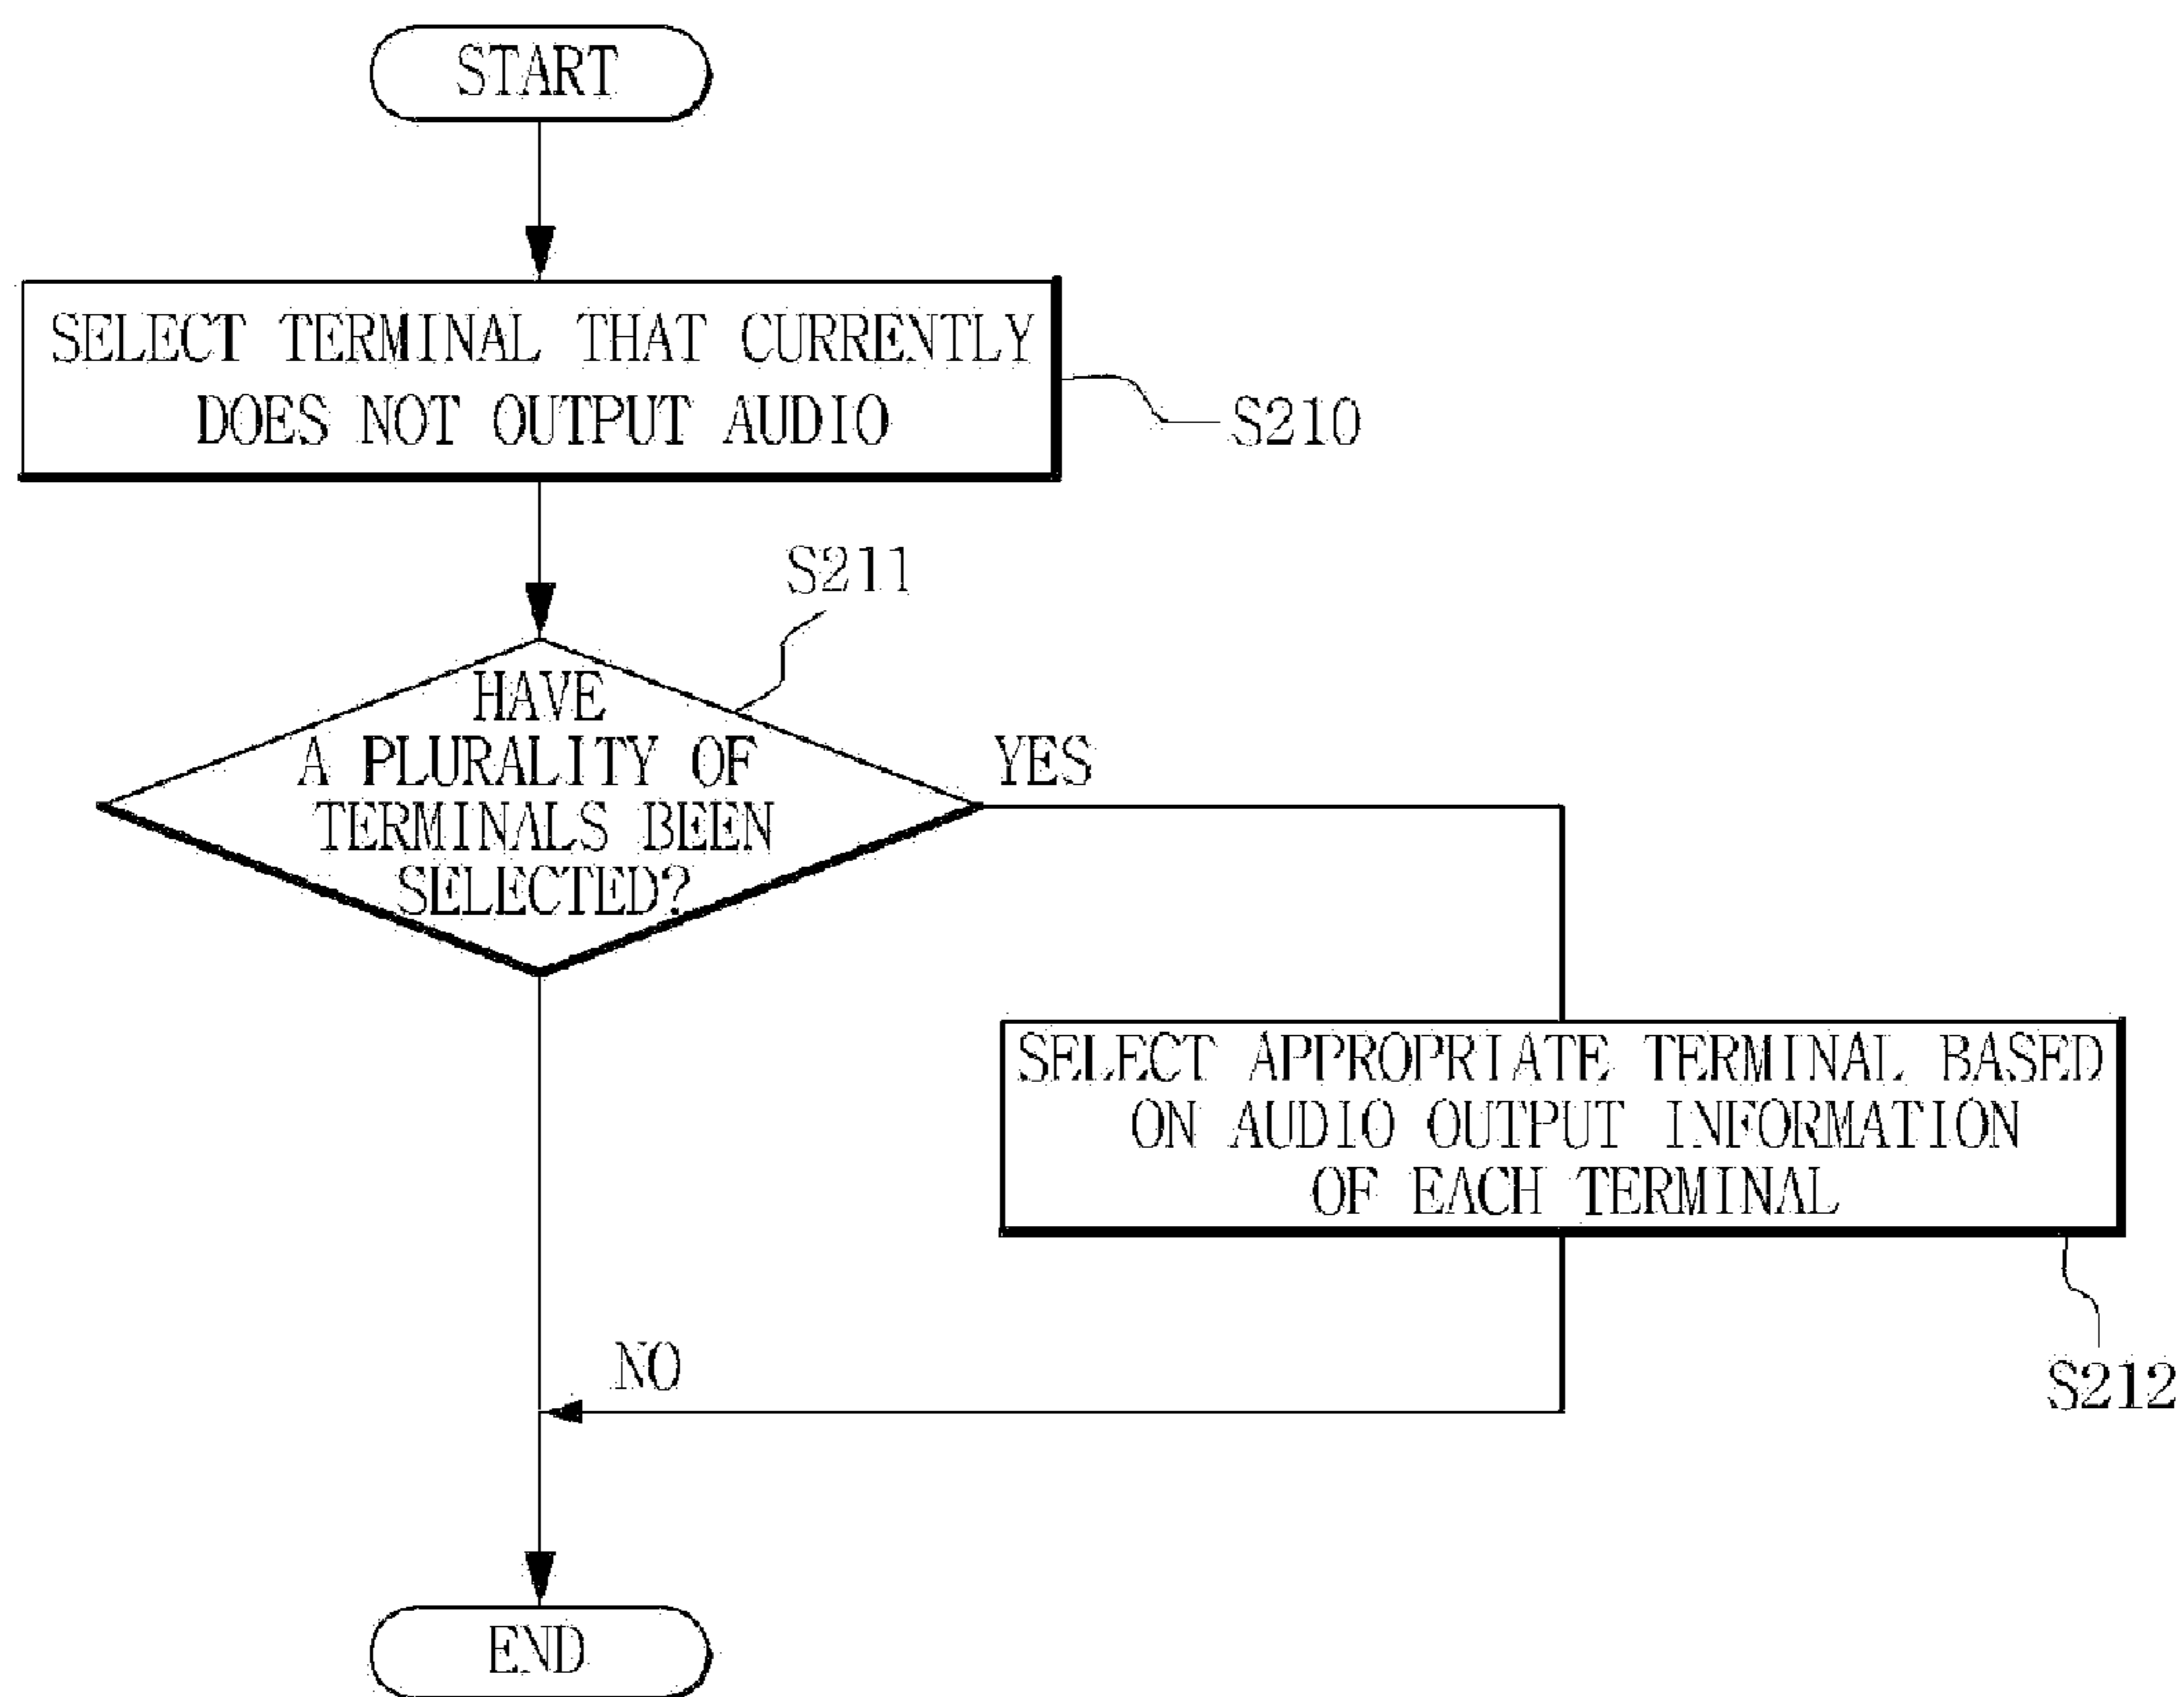 START
SELECT TERMINAL THAT CURRENTLY
DOES NOT OUTPUT AUDIO
S210
S211
HAVE
A PLURALITY OF
TERMINALS BEEN
SELECTED?
YES
SELECT APPROPRIATE TERMINAL BASED
ON AUDIO OUTPUT INFORMATION
OF EACH TERMINAL
S212
NO
END